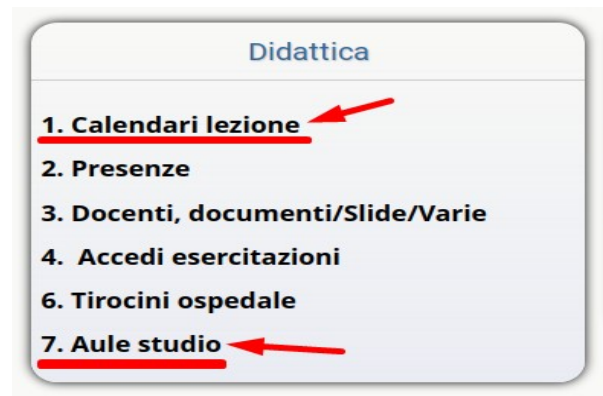 Didattica
1. Calendari lezione
2. Presenze
3. Docenti, documenti/Slide/Varie
4. Accedi esercitazioni
6. Tirocini ospedale
7. Aule studio